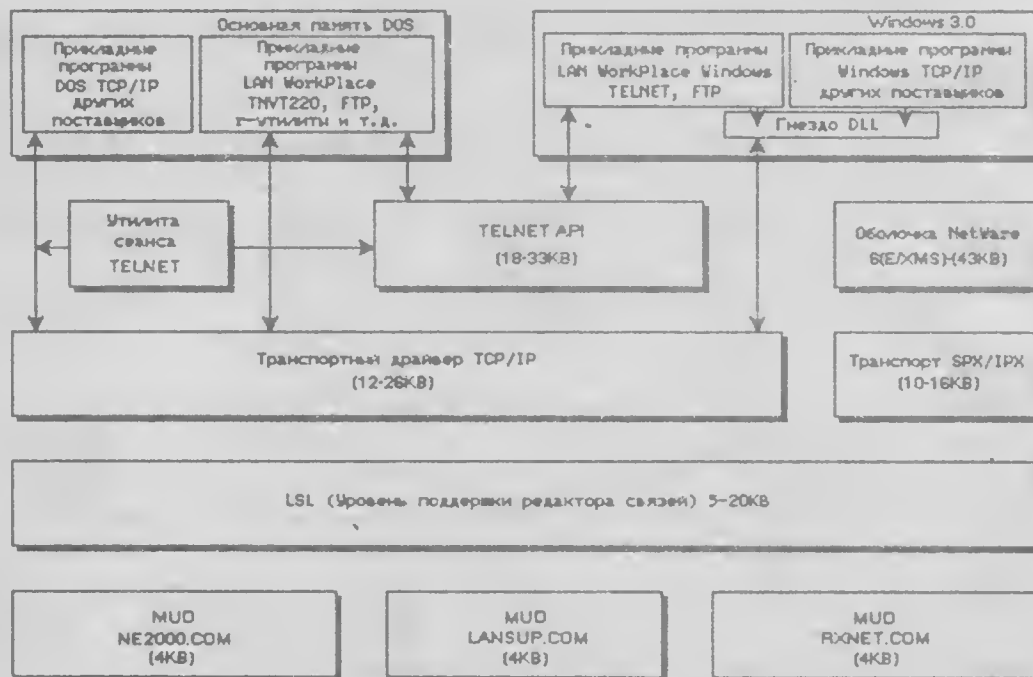 Основная память DOS
Прикладные
программы
DOS TCP/IP
других
поставщиков
Прикладные
программы
LAN WorkPlace
TNVT220, FTP,
r-утилиты и т.д.
Windows 3.0
Прикладные программы
LAN WorkPlace Windows
TELNET, FTP
Прикладные программы
Windows TCP/IP
других поставщиков
Гнездо DLL
Утилита
сеанса
TELNET
TELNET API
(18-33KB)
Оболочка NetWare
6(E/XMS)-(43KB)
Транспортный драйвер TCP/IP
(12-26KB)
Транспорт SPX/IPX
(10-16KB)
LSL (Уровень поддержки редактора связей) 5-20KB
MUD
NE2000.COM
(4KB)
MUD
LANSUP.COM
(4KB)
MUD
RXNET.COM
(4KB)